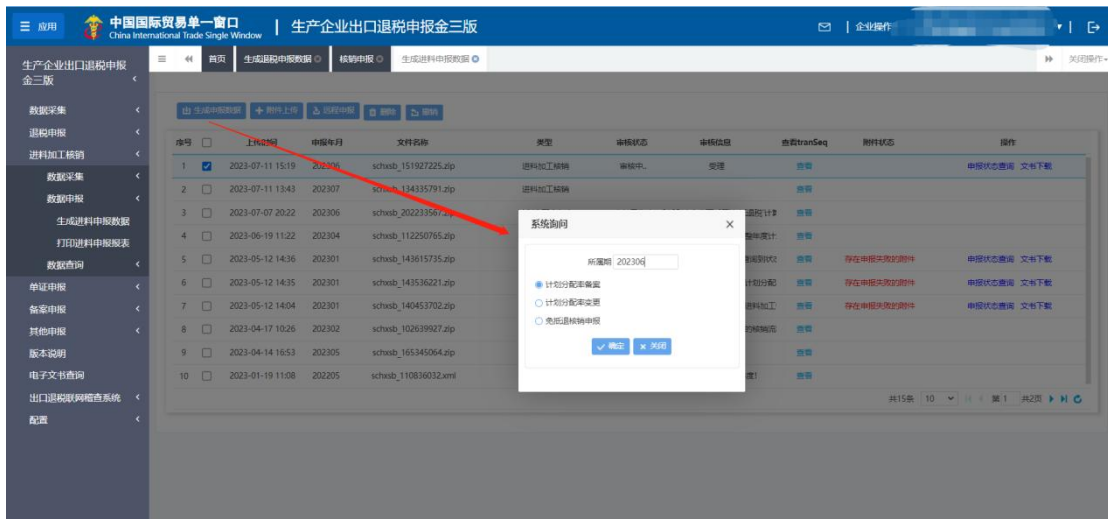 应用
中国国际贸易单一窗口
China International Trade Single Window
生产企业出口退税申报金三版
企业操作
生产企业出口退税申报金三版
首页 生成退税申报数据 核销申报 生成进料申报数据 关闭操作
数据采集
退税申报
进料加工核销
数据采集
数据申报
生成进料申报数据
打印进料申报报表
数据查询
单证申报
备案申报
其他申报
版本说明
电子文书查询
出口退税联网稽查系统
配置
生成申报数据 附件上传 远程申报 删除 撤销
序号 上传时间 申报年月 文件名称 类型 审核状态 审核信息 查看tranSeq 附件状态 操作
1 2023-07-11 15:19 202306 schxsb_151927225.zip 进料加工核销 审核中.. 受理 查看 申报状态查询 文书下载
2 2023-07-11 13:43 202307 schxsb_134335791.zip 进料加工核销 查看
3 2023-07-07 20:22 202306 schxsb_202233567.zip 查看
4 2023-06-19 11:22 202304 schxsb_112250765.zip 查看
5 2023-05-12 14:36 202301 schxsb_143615735.zip 查看 存在申报失败的附件 申报状态查询 文书下载
6 2023-05-12 14:35 202301 schxsb_143536221.zip 计划分配 查看 存在申报失败的附件 申报状态查询 文书下载
7 2023-05-12 14:04 202301 schxsb_140453702.zip 进料加工 查看 存在申报失败的附件 申报状态查询 文书下载
8 2023-04-17 10:26 202302 schxsb_102639927.zip 查看
9 2023-04-14 16:53 202305 schxsb_165345064.zip 查看
10 2023-01-19 11:08 202205 schxsb_110836032.xml 查看
共15条 10 第 1 共2页
系统询问
所属期 202306
计划分配率备案
计划分配率变更
免抵退核销申报
确定 关闭